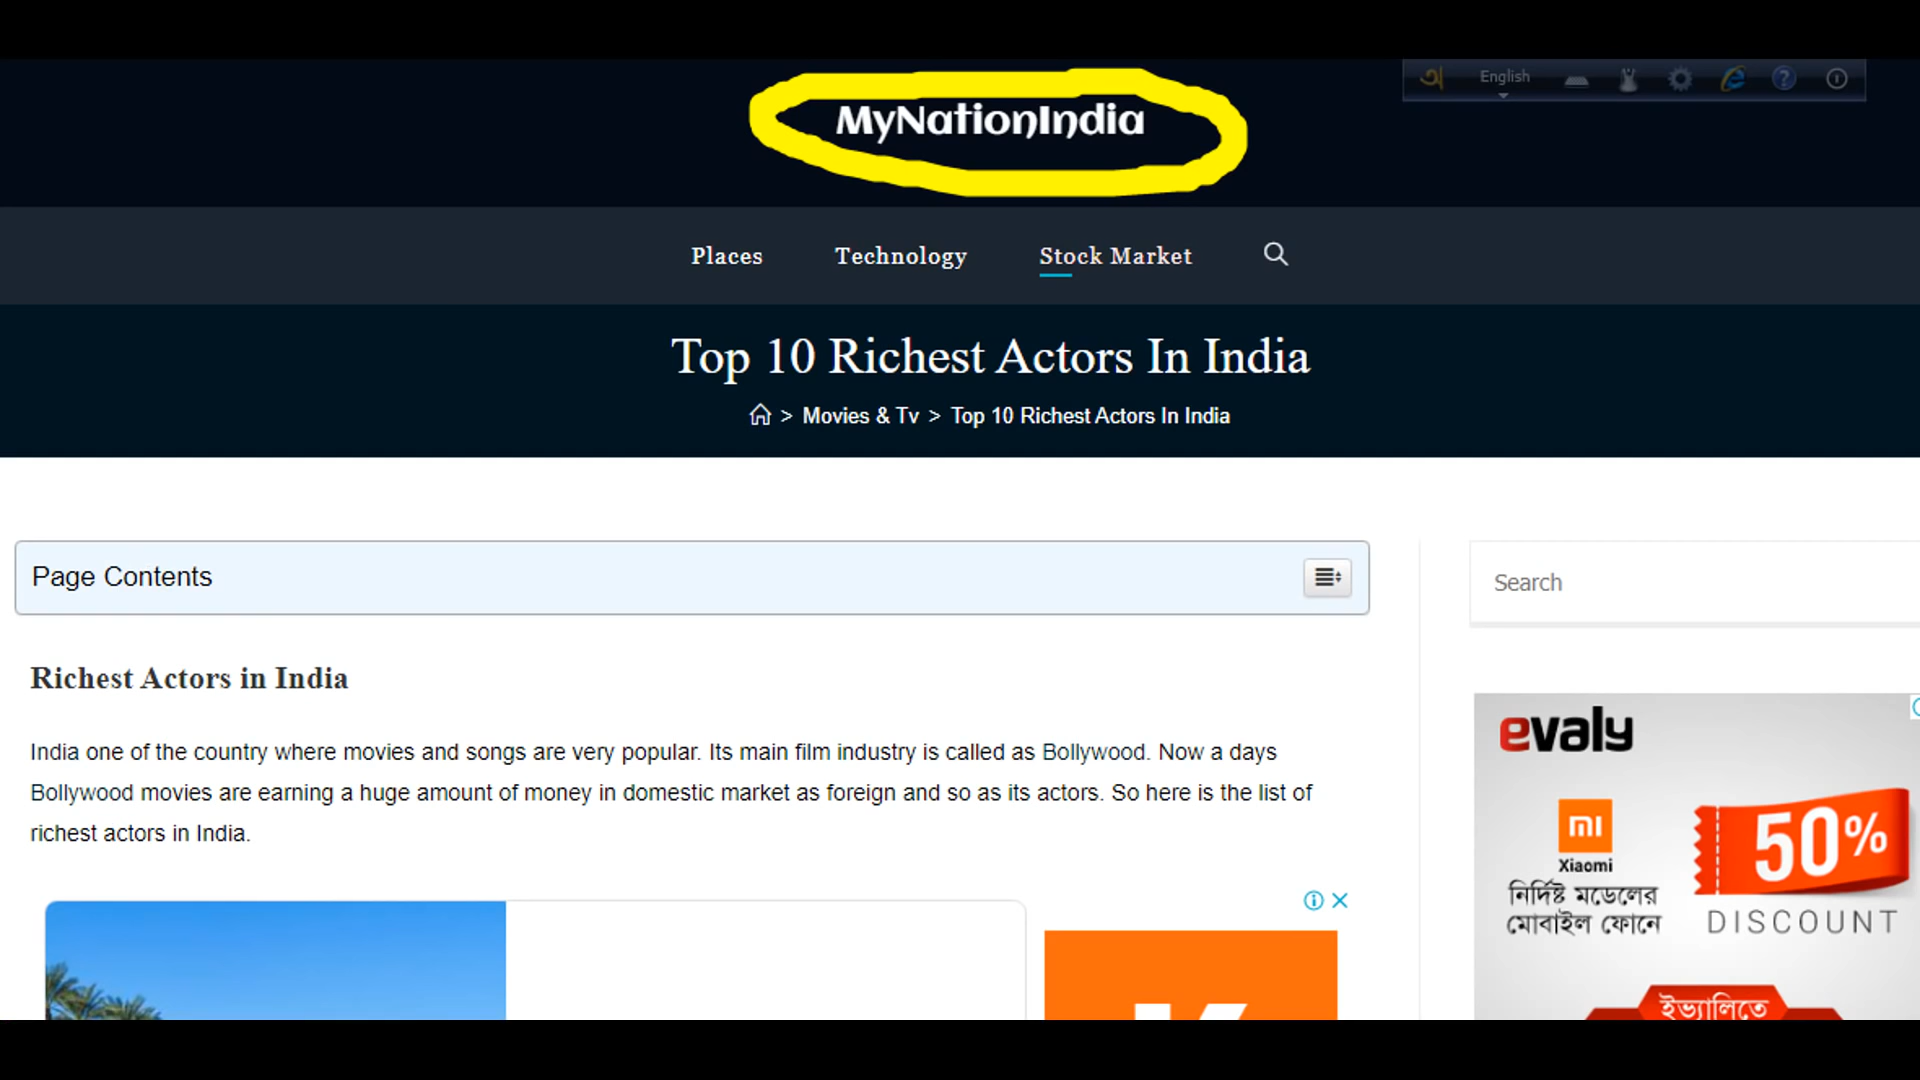 অ English
MyNationIndia
Places Technology Stock Market
Top 10 Richest Actors In India
> Movies & Tv > Top 10 Richest Actors In India
Page Contents
Search
Richest Actors in India
India one of the country where movies and songs are very popular. Its main film industry is called as Bollywood. Now a days
Bollywood movies are earning a huge amount of money in domestic market as foreign and so as its actors. So here is the list of
richest actors in India.
evaly
mi
Xiaomi
নির্দিষ্ট মডেলের
মোবাইল ফোনে
50%
DISCOUNT
ইভ্যালিতে